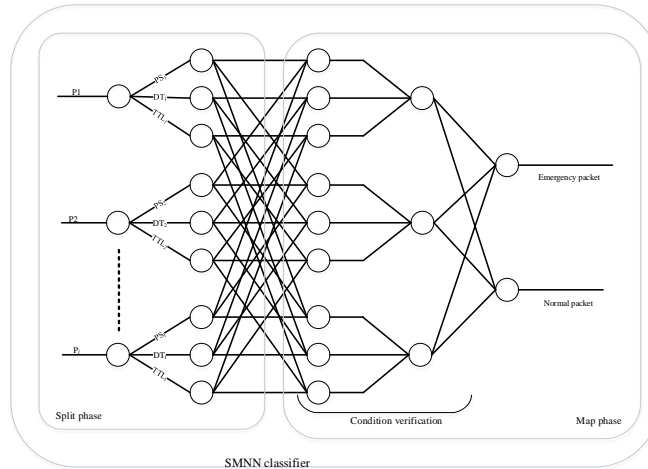 P1
PS₁
DT₁
TTL₁
Emergency packet
P2
PS₂
DT₂
TTL₂
Normal packet
Pᵢ
PSᵢ
DTᵢ
TTLᵢ
Split phase
Condition verification
Map phase
SMNN classifier